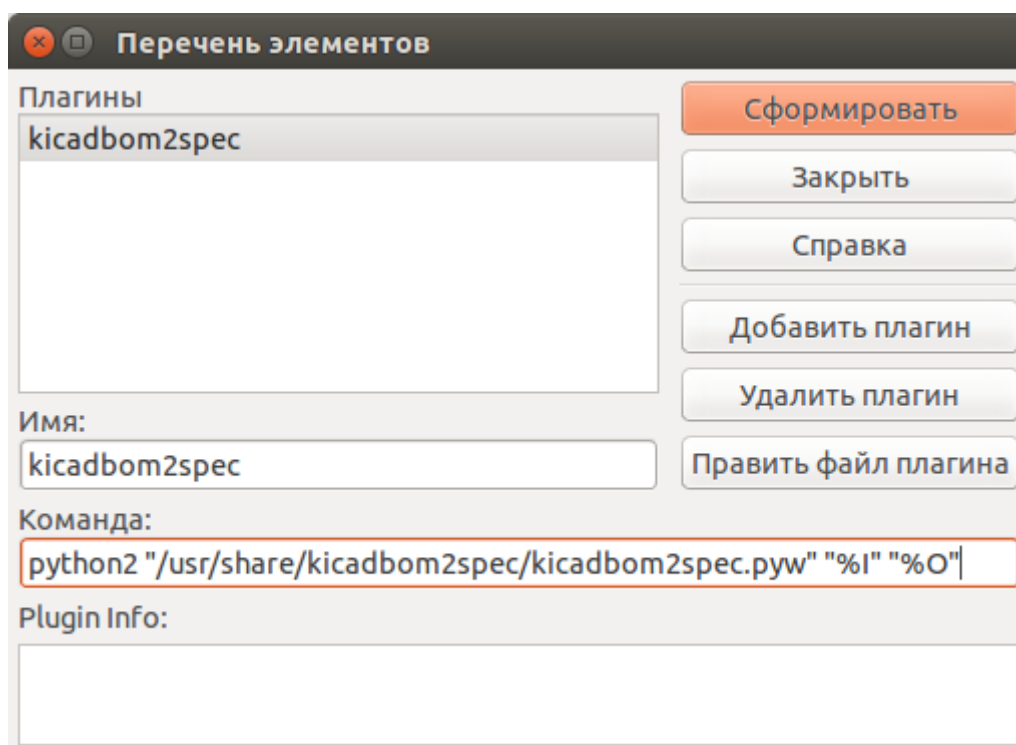 Перечень элементов
Плагины
kicadbom2spec
Сформировать
Закрыть
Справка
Добавить плагин
Удалить плагин
Править файл плагина
Имя:
kicadbom2spec
Команда:
python2 "/usr/share/kicadbom2spec/kicadbom2spec.pyw" "%I" "%O"
Plugin Info: